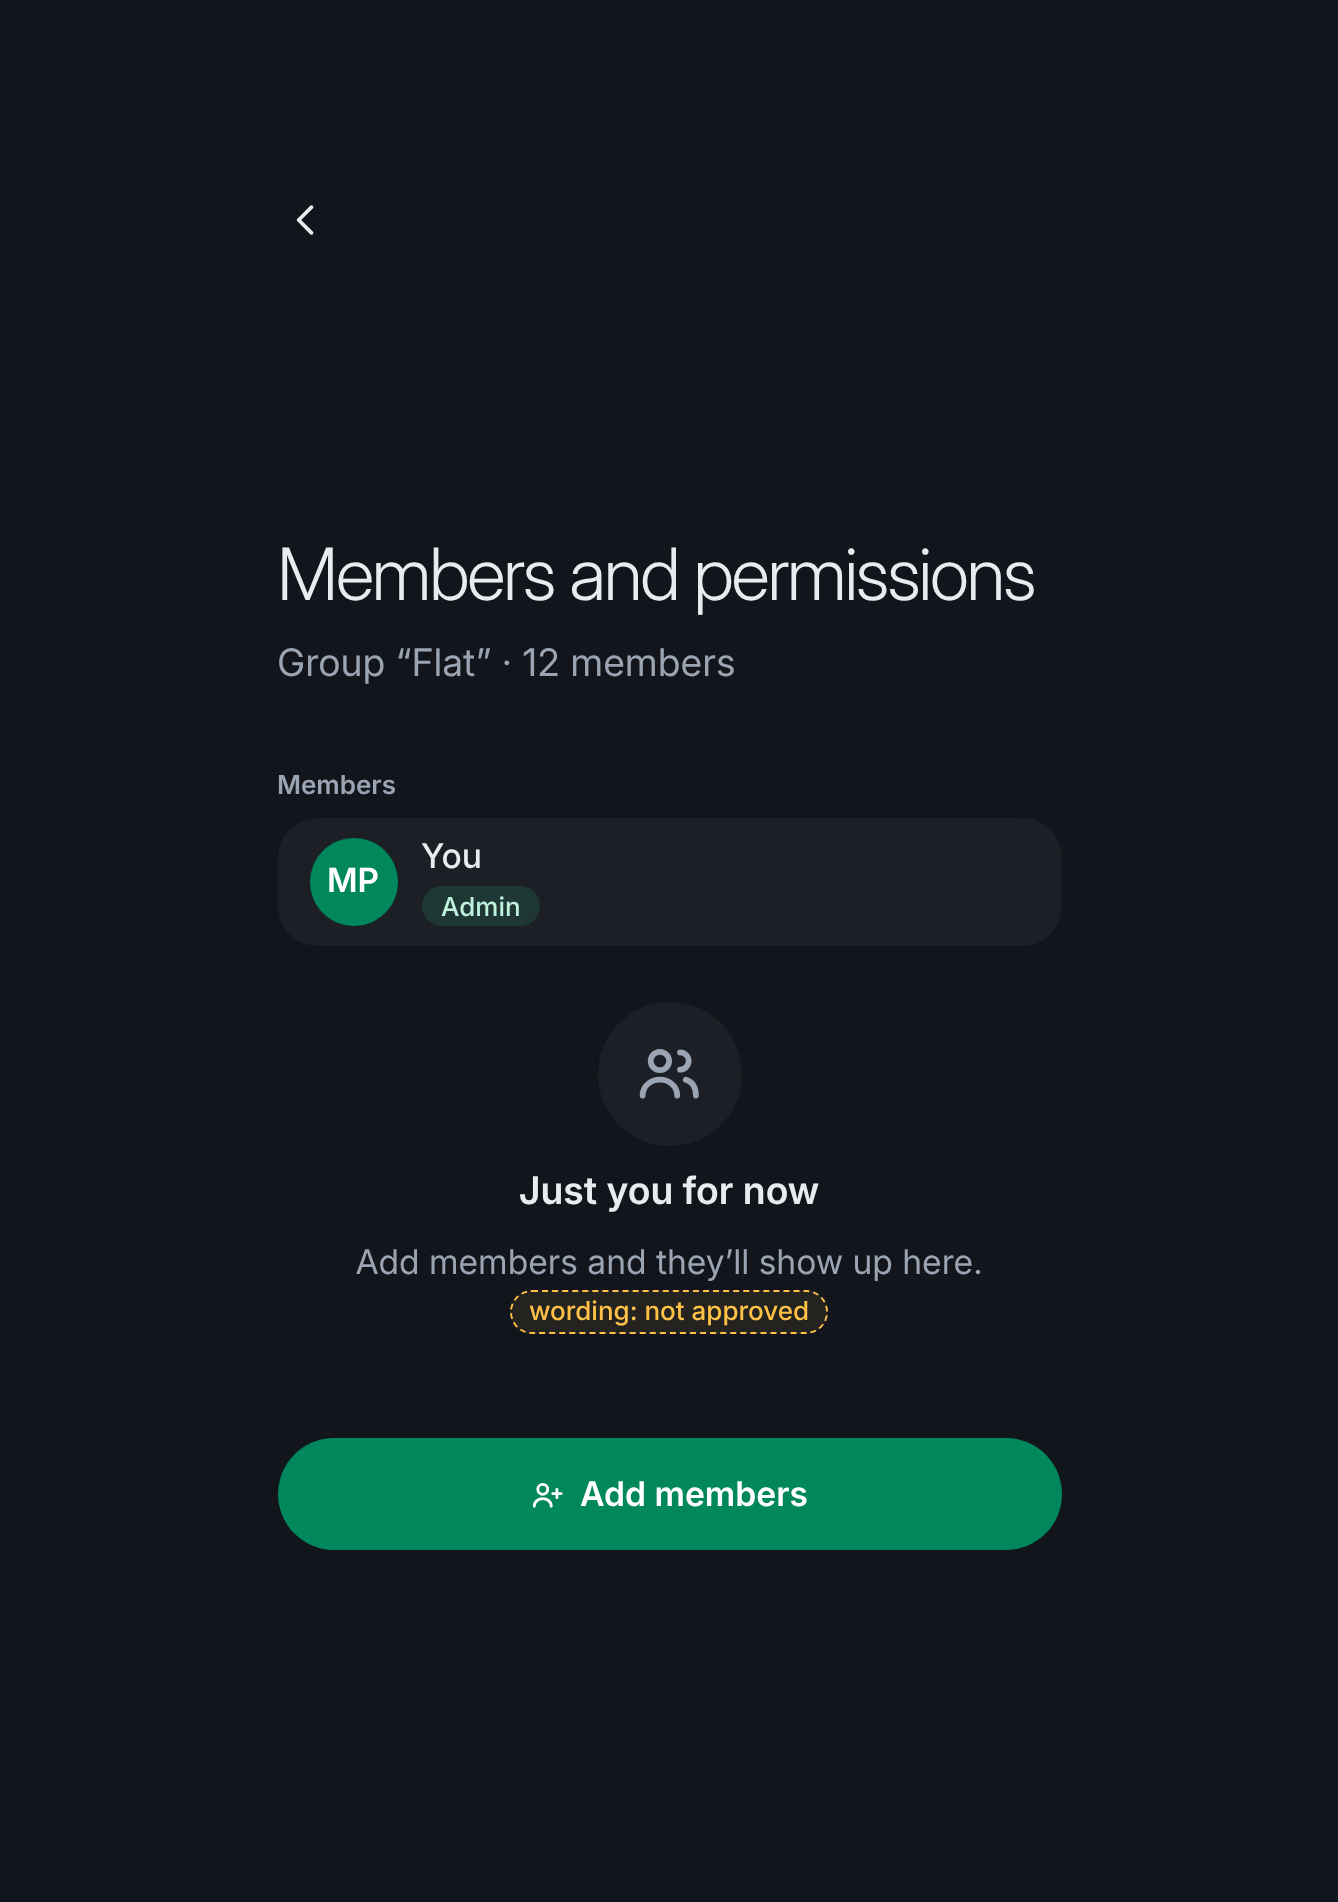 Members and permissions
Group “Flat” · 12 members
Members
MP
You
Admin
Just you for now
Add members and they’ll show up here.
wording: not approved
Add members